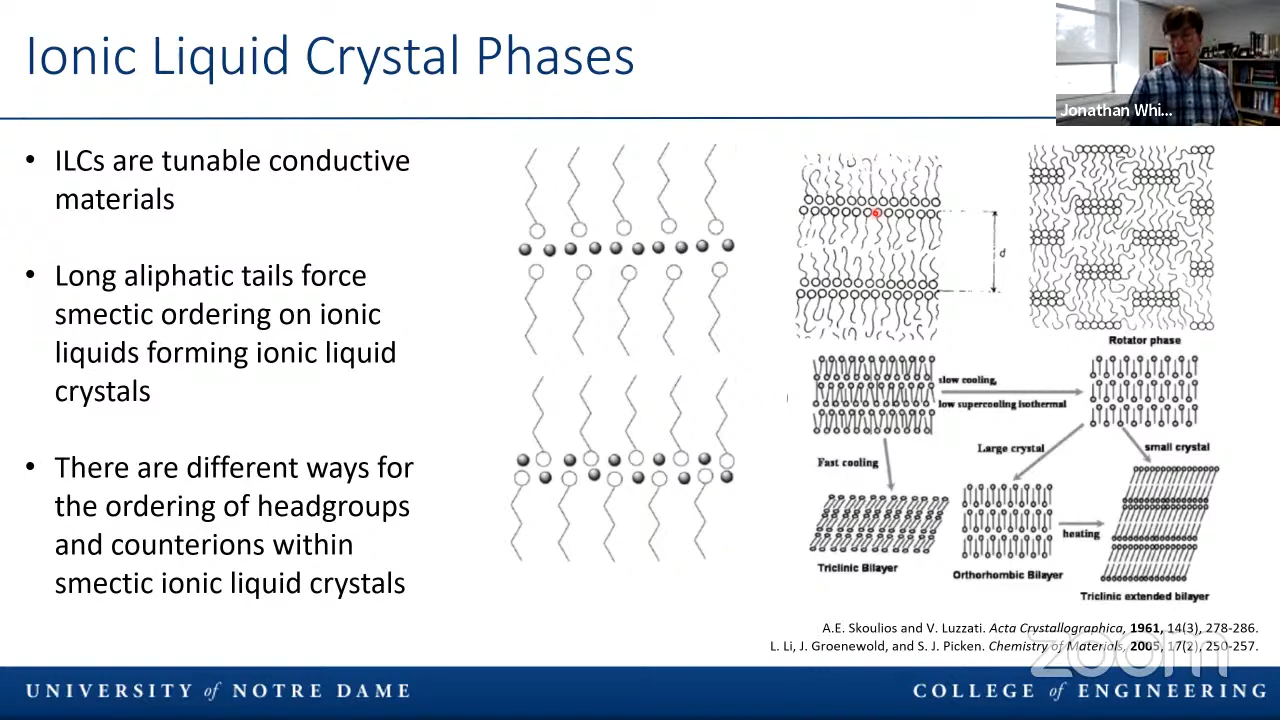 Ionic Liquid Crystal Phases
Jonathan Whi...
• ILCs are tunable conductive
materials
• Long aliphatic tails force
smectic ordering on ionic
liquids forming ionic liquid
crystals
• There are different ways for
the ordering of headgroups
and counterions within
smectic ionic liquid crystals
d
Rotator phase
slow cooling,
low supercooling isothermal
Fast cooling
Large crystal
small crystal
heating
Triclinic Bilayer
Orthorhombic Bilayer
Triclinic extended bilayer
A.E. Skoulios and V. Luzzati. Acta Crystallographica, 1961, 14(3), 278-286.
L. Li, J. Groenewold, and S. J. Picken. Chemistry of Materials, 2005, 17(2), 250-257.
zoom
UNIVERSITY of NOTRE DAME
COLLEGE of ENGINEERING